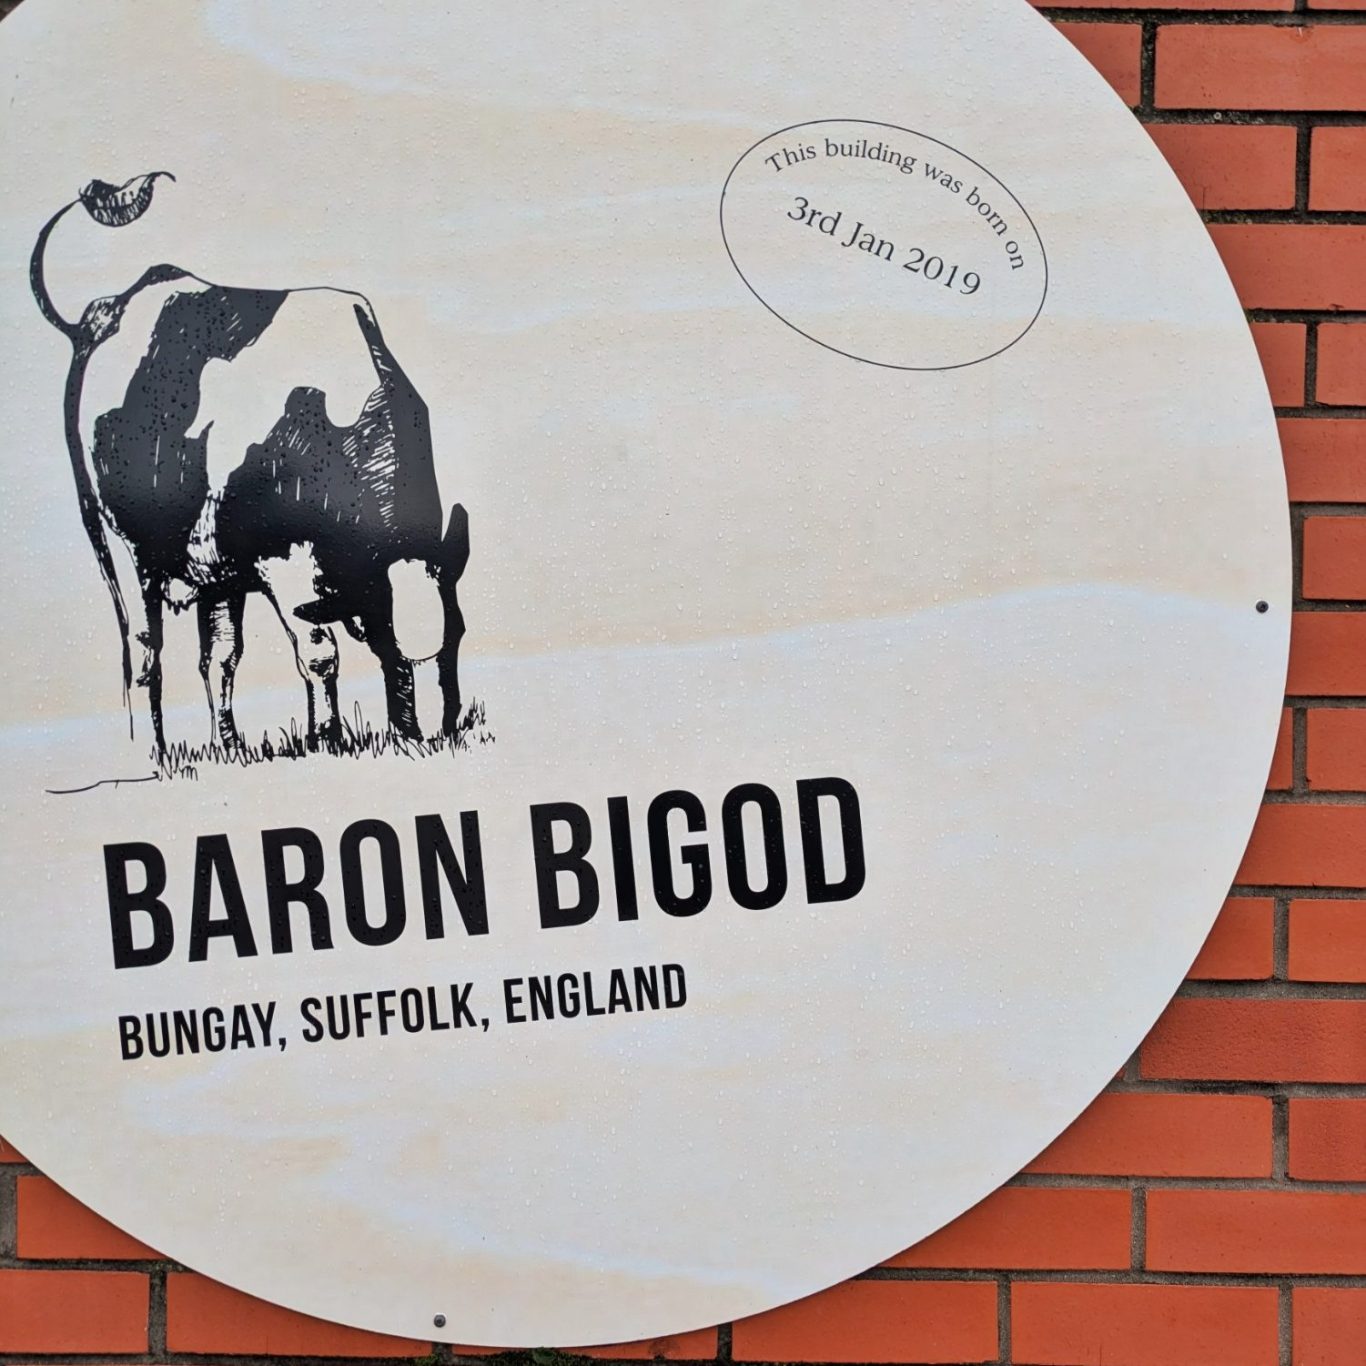 This building was born on
3rd Jan 2019
BARON BIGOD
BUNGAY, SUFFOLK, ENGLAND